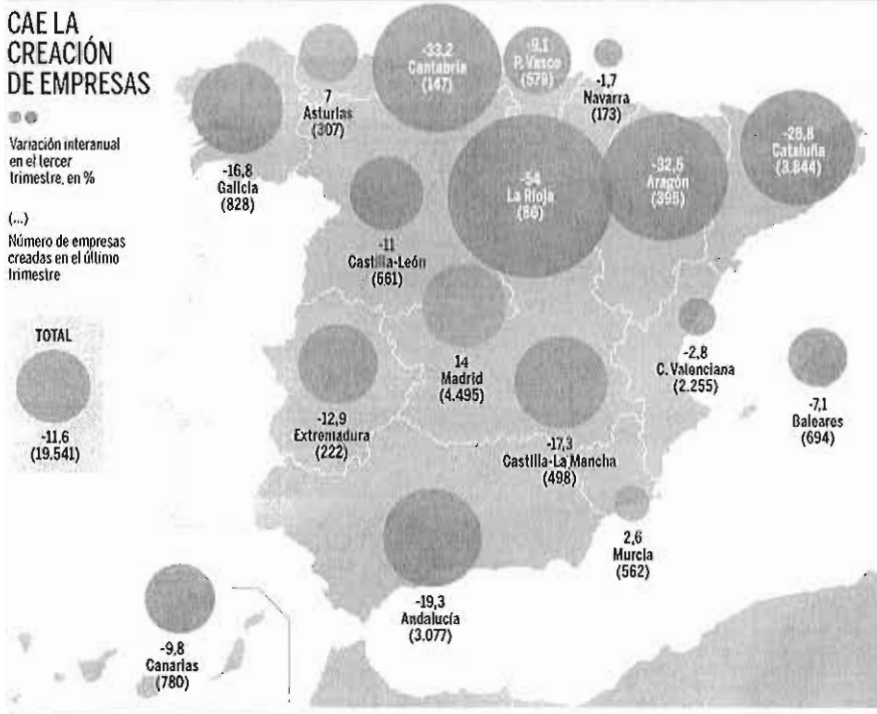 CAE LA
CREACIÓN
DE EMPRESAS
Variación interanual
en el tercer
trimestre, en %
(...)
Número de empresas
creadas en el último
trimestre
TOTAL
-11,6
(19.541)
-16,8
Galicia
(828)
7
Asturias
(307)
-33,2
Cantabria
(147)
-9,1
P. Vasco
(579)
-1,7
Navarra
(173)
-54
La Rioja
(86)
-32,5
Aragón
(395)
Cataluña
-11
Castilla-León
(661)
14
Madrid
(4.495)
-2,8
C. Valenciana
(2.255)
-7,1
Baleares
(694)
-12,9
Extremadura
(222)
-17,3
Castilla-La Mancha
(498)
2,6
Murcia
(562)
-19,3
Andalucía
(3.077)
-9,8
Canarias
(780)